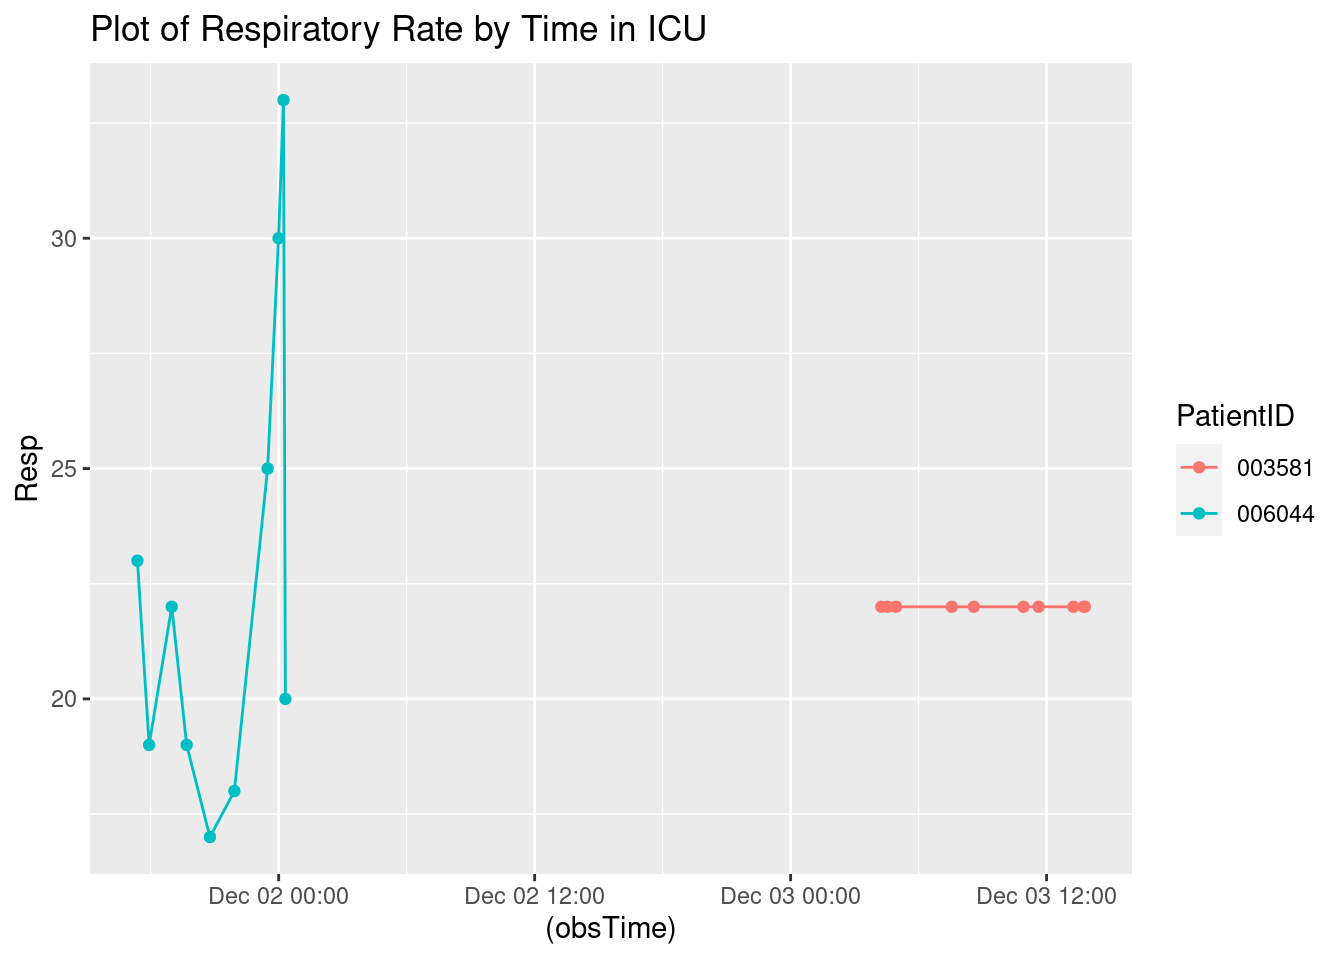 Plot of Respiratory Rate by Time in ICU
30
25
20
Resp
Dec 02 00:00
Dec 02 12:00
Dec 03 00:00
Dec 03 12:00
(obsTime)
PatientID
003581
006044